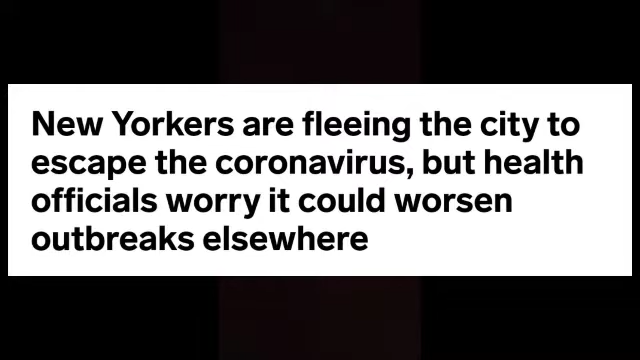 New Yorkers are fleeing the city to
escape the coronavirus, but health
officials worry it could worsen
outbreaks elsewhere